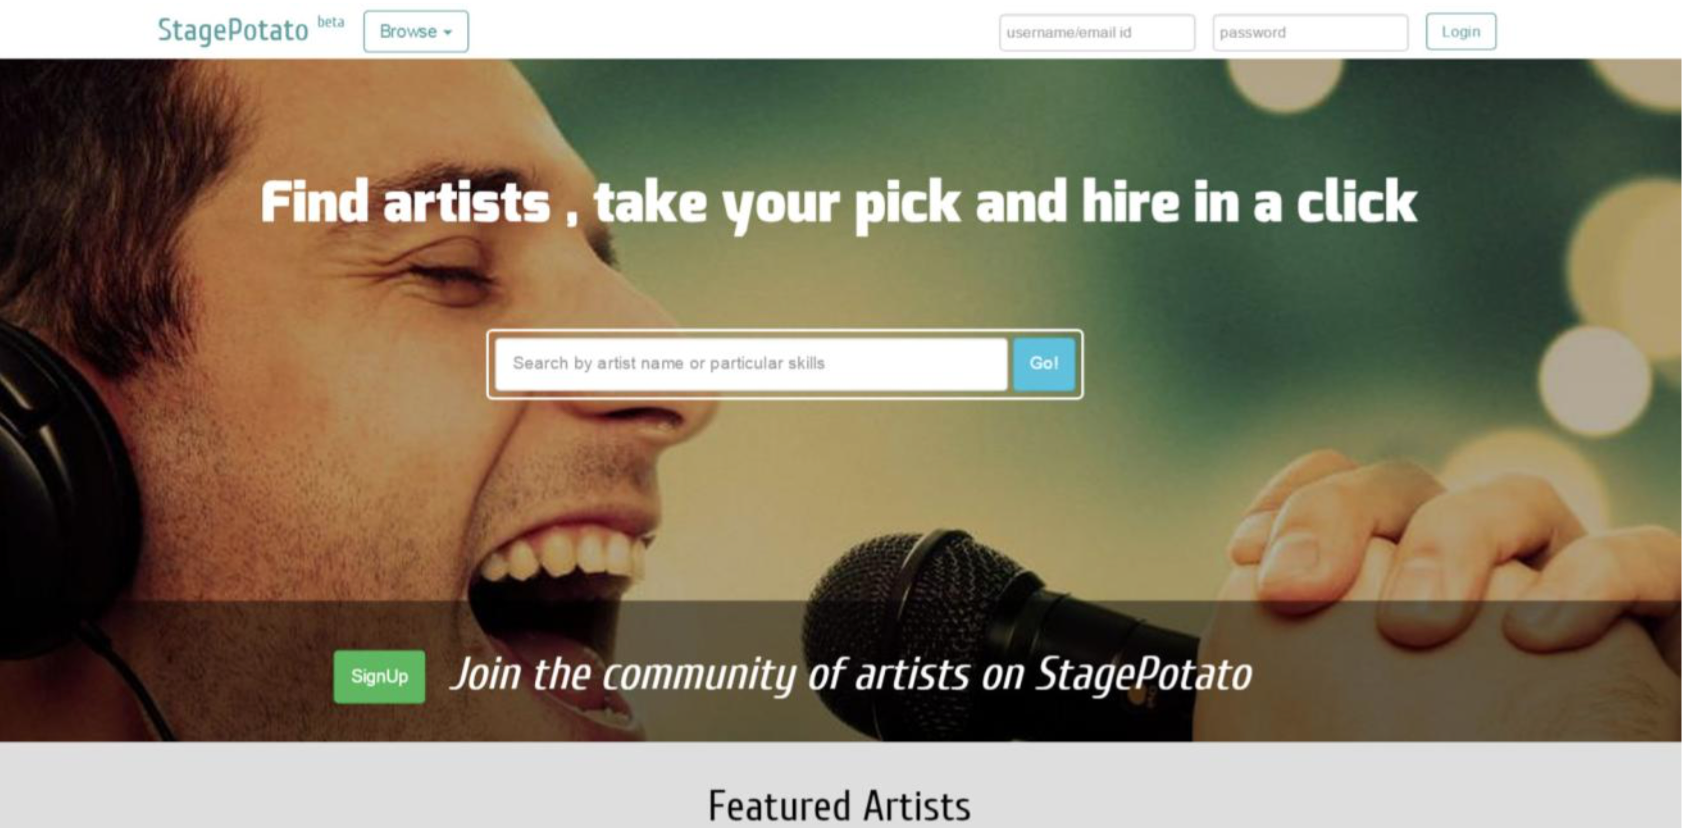 StagePotato beta
Browse
username/email id
password
Login
Find artists , take your pick and hire in a click
Search by artist name or particular skills
Go!
SignUp
Join the community of artists on StagePotato
Featured Artists